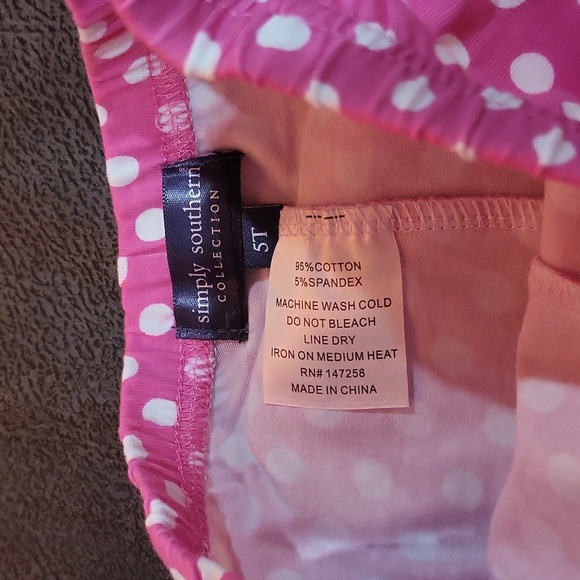 simply southern
COLLECTION
5T
95%COTTON
5%SPANDEX
MACHINE WASH COLD
DO NOT BLEACH
LINE DRY
IRON ON MEDIUM HEAT
RN# 147258
MADE IN CHINA